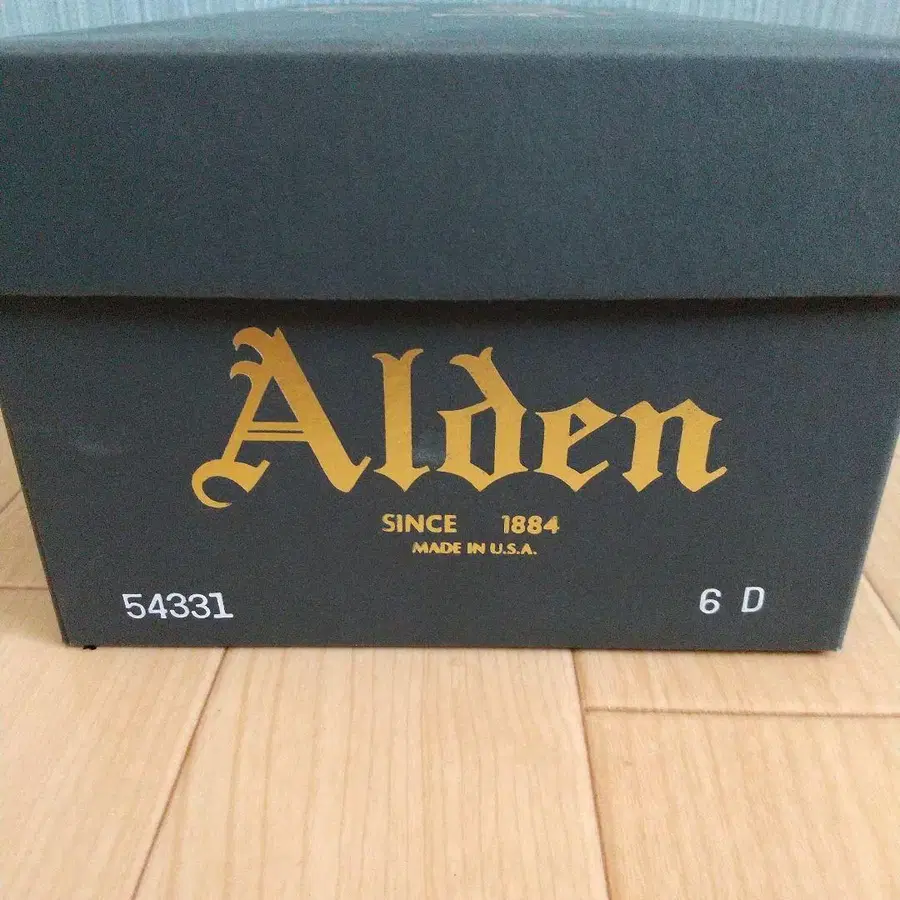 Alden
SINCE 1884
MADE IN U.S.A.
54331 6 D